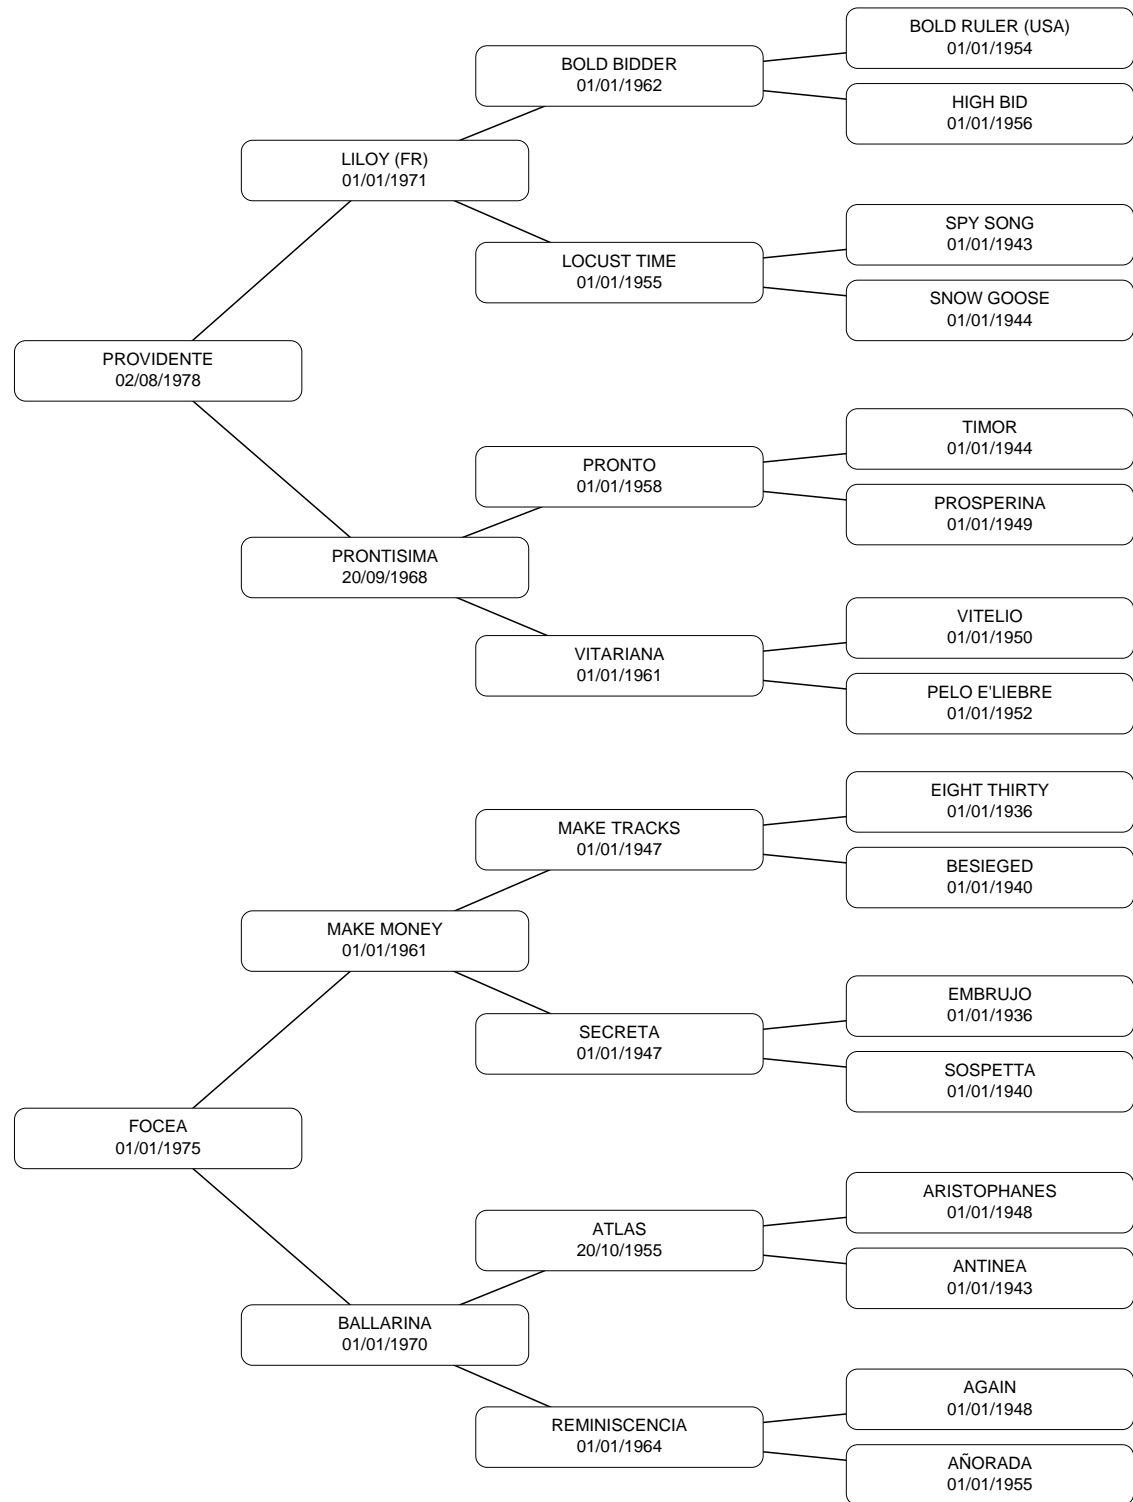 BOLD RULER (USA)
01/01/1954
BOLD BIDDER
01/01/1962
HIGH BID
01/01/1956
LILOY (FR)
01/01/1971
SPY SONG
01/01/1943
LOCUST TIME
01/01/1955
SNOW GOOSE
01/01/1944
PROVIDENTE
02/08/1978
TIMOR
01/01/1944
PRONTO
01/01/1958
PROSPERINA
01/01/1949
PRONTISIMA
20/09/1968
VITELIO
01/01/1950
VITARIANA
01/01/1961
PELO E'LIEBRE
01/01/1952
EIGHT THIRTY
01/01/1936
MAKE TRACKS
01/01/1947
BESIEGED
01/01/1940
MAKE MONEY
01/01/1961
EMBRUJO
01/01/1936
SECRETA
01/01/1947
SOSPETTA
01/01/1940
FOCEA
01/01/1975
ARISTOPHANES
01/01/1948
ATLAS
20/10/1955
ANTINEA
01/01/1943
BALLARINA
01/01/1970
AGAIN
01/01/1948
REMINISCENCIA
01/01/1964
AÑORADA
01/01/1955